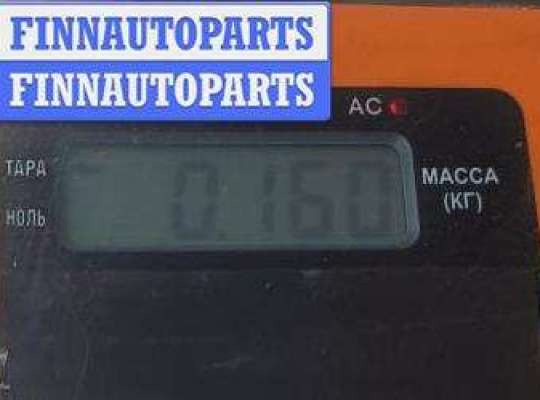 FINNAUTOPARTS
FINNAUTOPARTS
AC
ТАРА
0.160
МАССА
(КГ)
НОЛЬ